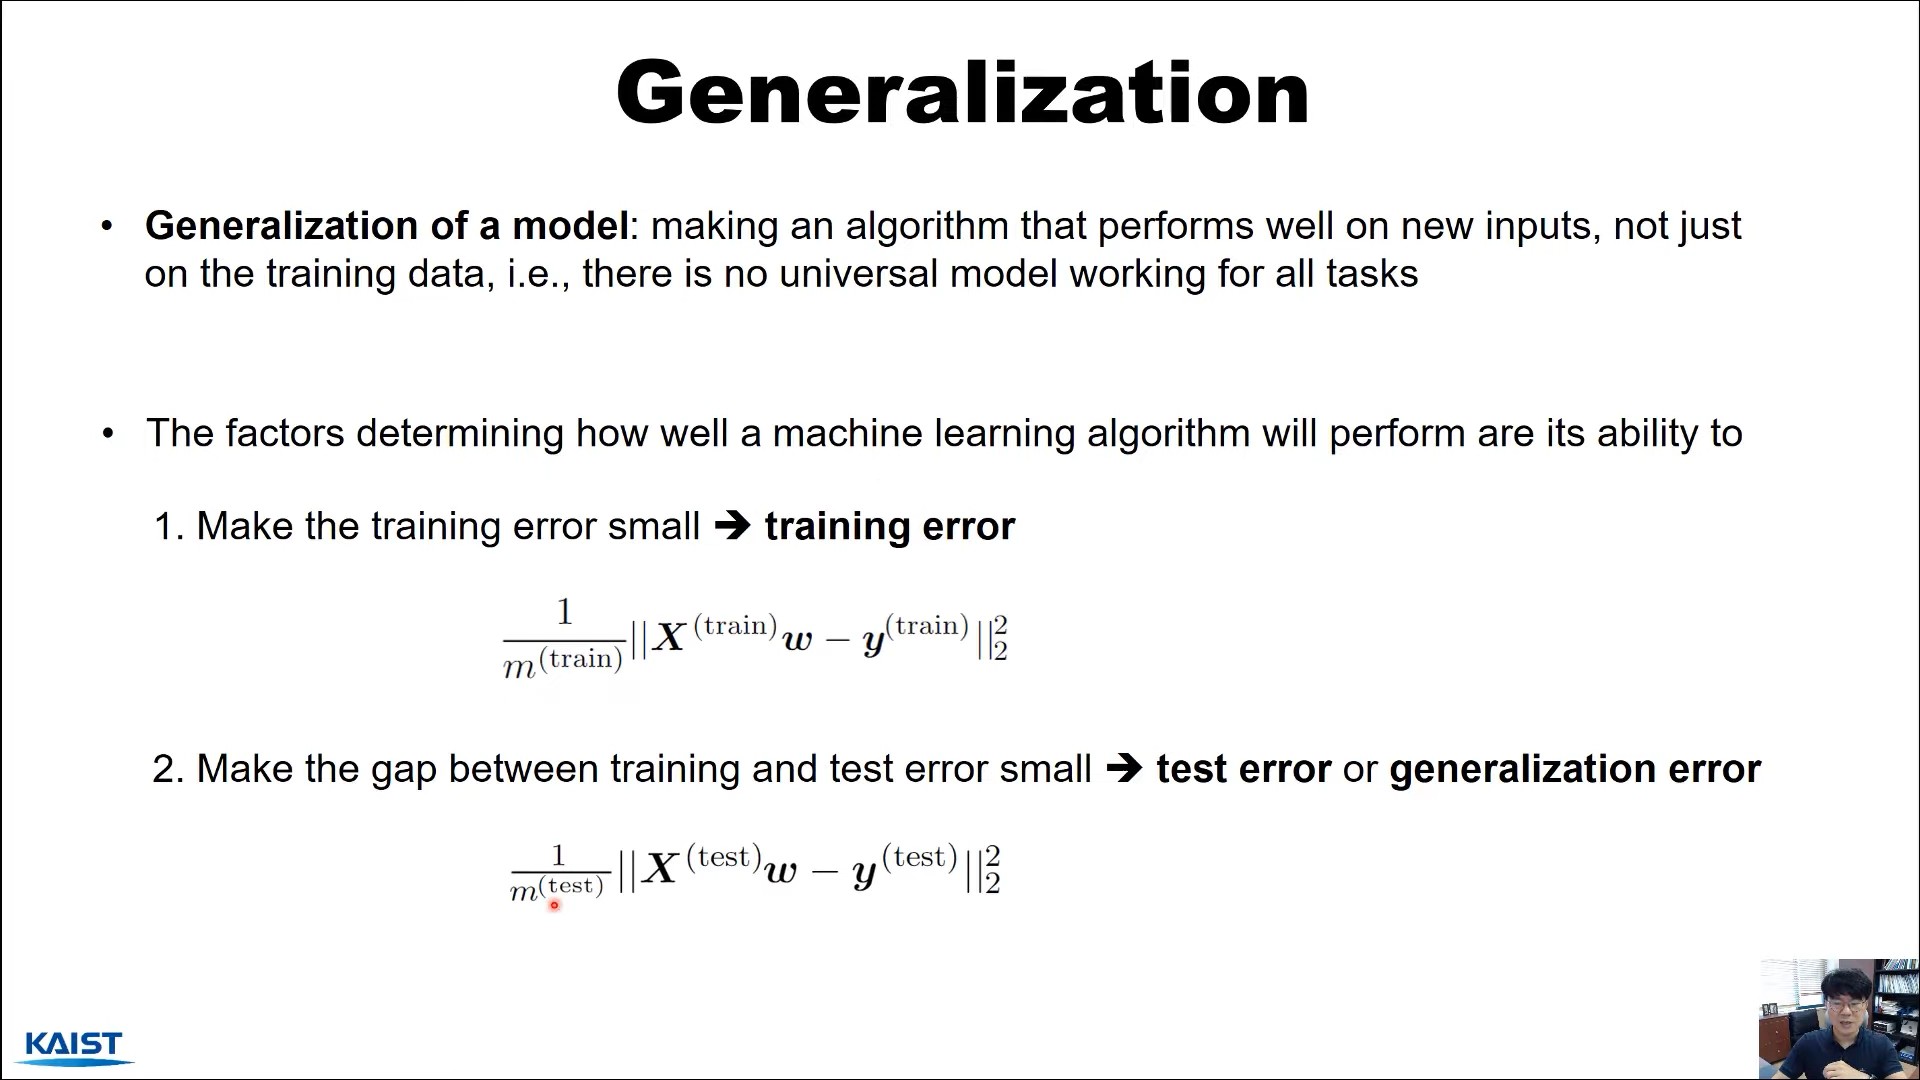 Generalization
• Generalization of a model: making an algorithm that performs well on new inputs, not just
on the training data, i.e., there is no universal model working for all tasks
• The factors determining how well a machine learning algorithm will perform are its ability to
1. Make the training error small ➔ training error
1/m^(train) ||X^(train) w − y^(train)||₂²
2. Make the gap between training and test error small ➔ test error or generalization error
1/m^(test) ||X^(test) w − y^(test)||₂²
KAIST